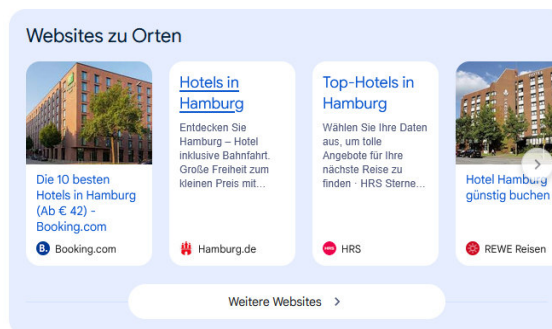 Websites zu Orten
Die 10 besten
Hotels in Hamburg
(Ab € 42) -
Booking.com
B. Booking.com
Hotels in
Hamburg
Entdecken Sie
Hamburg – Hotel
inklusive Bahnfahrt.
Große Freiheit zum
kleinen Preis mit...
Hamburg.de
Top-Hotels in
Hamburg
Wählen Sie Ihre Daten
aus, um tolle
Angebote für Ihre
nächste Reise zu
finden · HRS Sterne...
HRS
Hotel Hamburg
günstig buchen
REWE Reisen
Weitere Websites